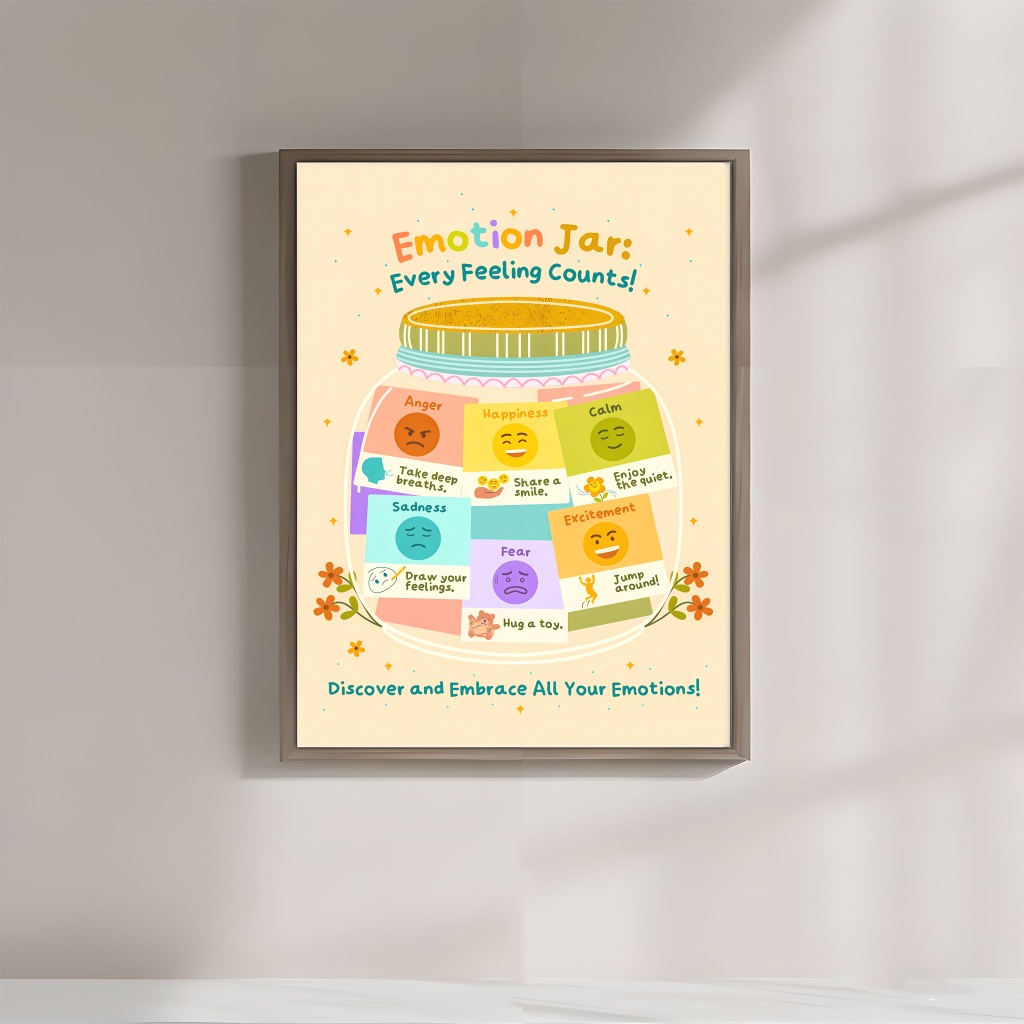 Emotion Jar:
Every Feeling Counts!
Anger
Take deep
breaths.
Happiness
Share a
smile.
Calm
Enjoy
the quiet.
Sadness
Draw your
feelings.
Fear
Hug a toy.
Excitement
Jump
around!
Discover and Embrace All Your Emotions!